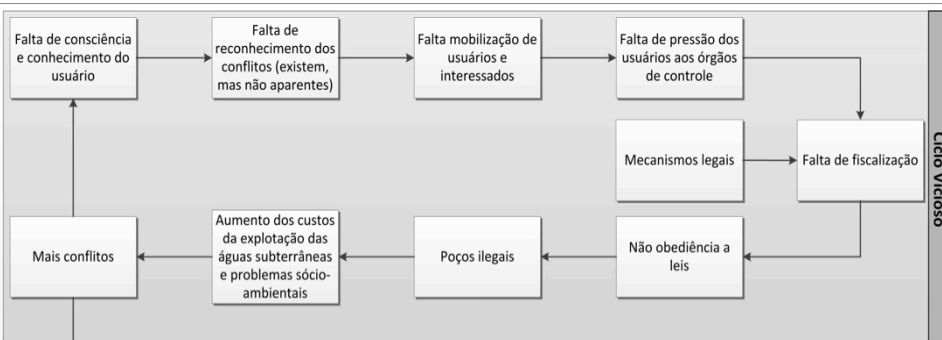 Falta de consciência
e conhecimento do
usuário
Falta de
reconhecimento dos
conflitos (existem,
mas não aparentes)
Falta mobilização de
usuários e
interessados
Falta de pressão dos
usuários aos órgãos
de controle
Mecanismos legais
Falta de fiscalização
Ciclo Vicioso
Mais conflitos
Aumento dos custos
da explotação das
águas subterrâneas
e problemas sócio-
ambientais
Poços ilegais
Não obediência a
leis